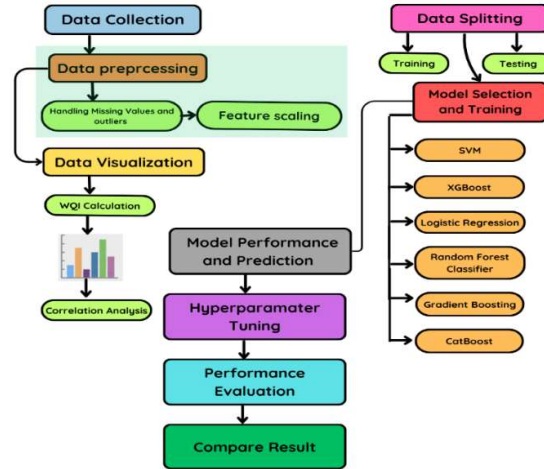 Data Collection
Data preprcessing
Handling Missing Values and
outliers
Feature scaling
Data Visualization
WQI Calculation
Correlation Analysis
Data Splitting
Training
Testing
Model Selection
and Training
SVM
XGBoost
Logistic Regression
Random Forest
Classifier
Gradient Boosting
CatBoost
Model Performance
and Prediction
Hyperparamater
Tuning
Performance
Evaluation
Compare Result